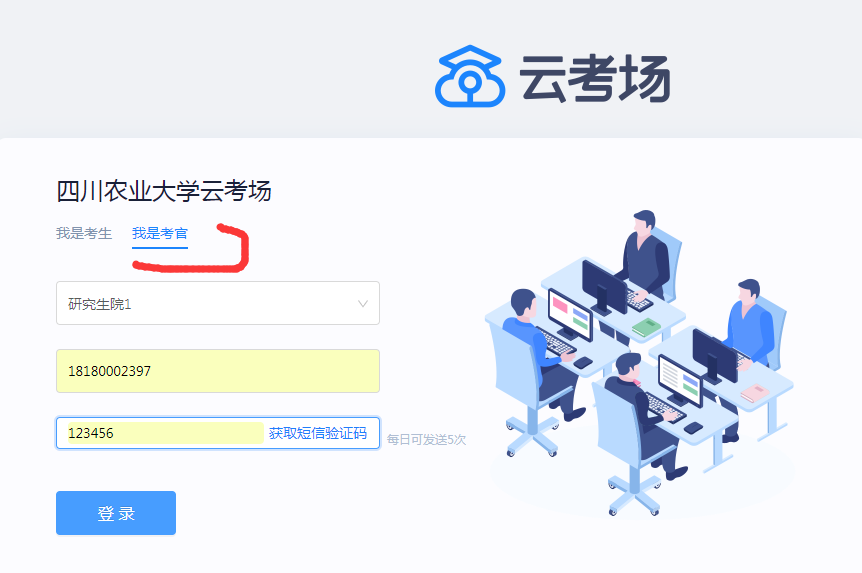 云考场
四川农业大学云考场
我是考生 我是考官
研究生院1
18180002397
123456 获取短信验证码 每日可发送5次
登录